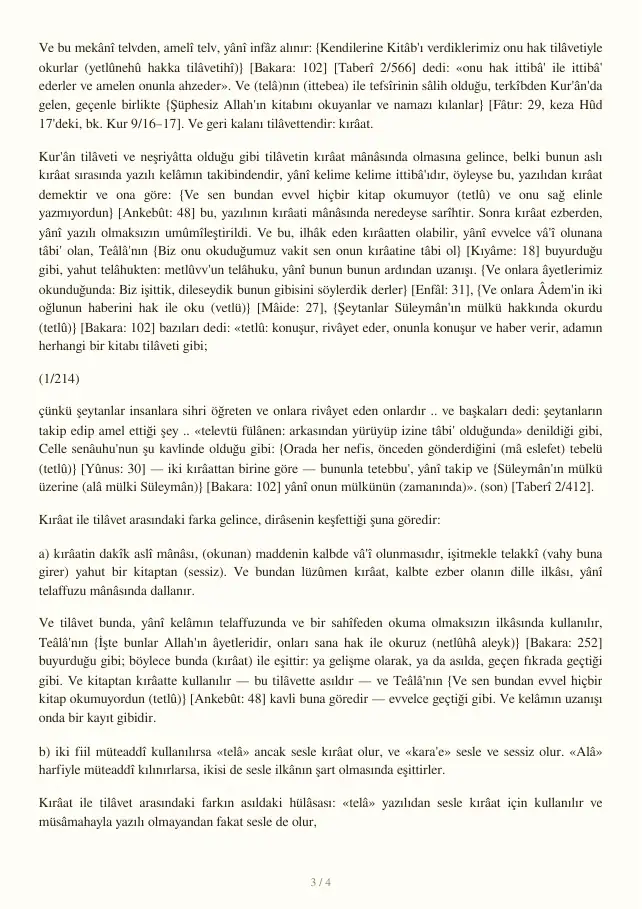 Ve bu mekânî telvden, amelî telv, yânî infâz alınır: {Kendilerine Kitâb'ı verdiklerimiz onu hak tilâvetiyle
okurlar (yetlûnehû hakka tilâvetihî)} [Bakara: 102] [Taberî 2/566] dedi: «onu hak ittibâ' ile ittibâ'
ederler ve amelen onunla ahzeder». Ve (telâ)nın (ittebea) ile tefsîrinin sâlih olduğu, terkîbden Kur'ân'da
gelen, geçenle birlikte {Şüphesiz Allah'ın kitabını okuyanlar ve namazı kılanlar} [Fâtır: 29, keza Hûd
17'deki, bk. Kur 9/16–17]. Ve geri kalanı tilâvettendir: kırâat.
Kur'ân tilâveti ve neşriyâtta olduğu gibi tilâvetin kırâat mânâsında olmasına gelince, belki bunun aslı
kırâat sırasında yazılı kelâmın takibindendir, yânî kelime kelime ittibâ'ıdır, öyleyse bu, yazılıdan kırâat
demektir ve ona göre: {Ve sen bundan evvel hiçbir kitap okumuyor (tetlû) ve onu sağ elinle
yazmıyordun} [Ankebût: 48] bu, yazılının kırâati mânâsında neredeyse sarîhtir. Sonra kırâat ezberden,
yânî yazılı olmaksızın umûmîleştirildi. Ve bu, ilhâk eden kırâatten olabilir, yânî evvelce vâ'î olunana
tâbi' olan, Teâlâ'nın {Biz onu okuduğumuz vakit sen onun kırâatine tâbi ol} [Kıyâme: 18] buyurduğu
gibi, yahut telâhukten: metlûvv'un telâhuku, yânî bunun bunun ardından uzanışı. {Ve onlara âyetlerimiz
okunduğunda: Biz işittik, dileseydik bunun gibisini söylerdik derler} [Enfâl: 31], {Ve onlara Âdem'in iki
oğlunun haberini hak ile oku (vetlü)} [Mâide: 27], {Şeytanlar Süleymân'ın mülkü hakkında okurdu
(tetlû)} [Bakara: 102] bazıları dedi: «tetlû: konuşur, rivâyet eder, onunla konuşur ve haber verir, adamın
herhangi bir kitabı tilâveti gibi;
(1/214)
çünkü şeytanlar insanlara sihri öğreten ve onlara rivâyet eden onlardır .. ve başkaları dedi: şeytanların
takip edip amel ettiği şey .. «televtü fülânen: arkasından yürüyüp izine tâbi' olduğunda» denildiği gibi,
Celle senâuhu'nun şu kavlinde olduğu gibi: {Orada her nefis, önceden gönderdiğini (mâ eslefet) tebelü
(tetlû)} [Yûnus: 30] — iki kırâattan birine göre — bununla tetebbu', yânî takip ve {Süleymân'ın mülkü
üzerine (alâ mülki Süleymân)} [Bakara: 102] yânî onun mülkünün (zamanında)». (son) [Taberî 2/412].
Kırâat ile tilâvet arasındaki farka gelince, dirâsenin keşfettiği şuna göredir:
a) kırâatin dakîk aslî mânâsı, (okunan) maddenin kalbde vâ'î olunmasıdır, işitmekle telakkî (vahy buna
girer) yahut bir kitaptan (sessiz). Ve bundan lüzûmen kırâat, kalbte ezber olanın dille ilkâsı, yânî
telaffuzu mânâsında dallanır.
Ve tilâvet bunda, yânî kelâmın telaffuzunda ve bir sahîfeden okuma olmaksızın ilkâsında kullanılır,
Teâlâ'nın {İşte bunlar Allah'ın âyetleridir, onları sana hak ile okuruz (netlûhâ aleyk)} [Bakara: 252]
buyurduğu gibi; böylece bunda (kırâat) ile eşittir: ya gelişme olarak, ya da asılda, geçen fıkrada geçtiği
gibi. Ve kitaptan kırâatte kullanılır — bu tilâvette asıldır — ve Teâlâ'nın {Ve sen bundan evvel hiçbir
kitap okumuyordun (tetlû)} [Ankebût: 48] kavli buna göredir — evvelce geçtiği gibi. Ve kelâmın uzanışı
onda bir kayıt gibidir.
b) iki fiil müteaddî kullanılırsa «telâ» ancak sesle kırâat olur, ve «kara'e» sesle ve sessiz olur. «Alâ»
harfiyle müteaddî kılınırlarsa, ikisi de sesle ilkânın şart olmasında eşittirler.
Kırâat ile tilâvet arasındaki farkın asıldaki hülâsası: «telâ» yazılıdan sesle kırâat için kullanılır ve
müsâmahayla yazılı olmayandan fakat sesle de olur,
3 / 4